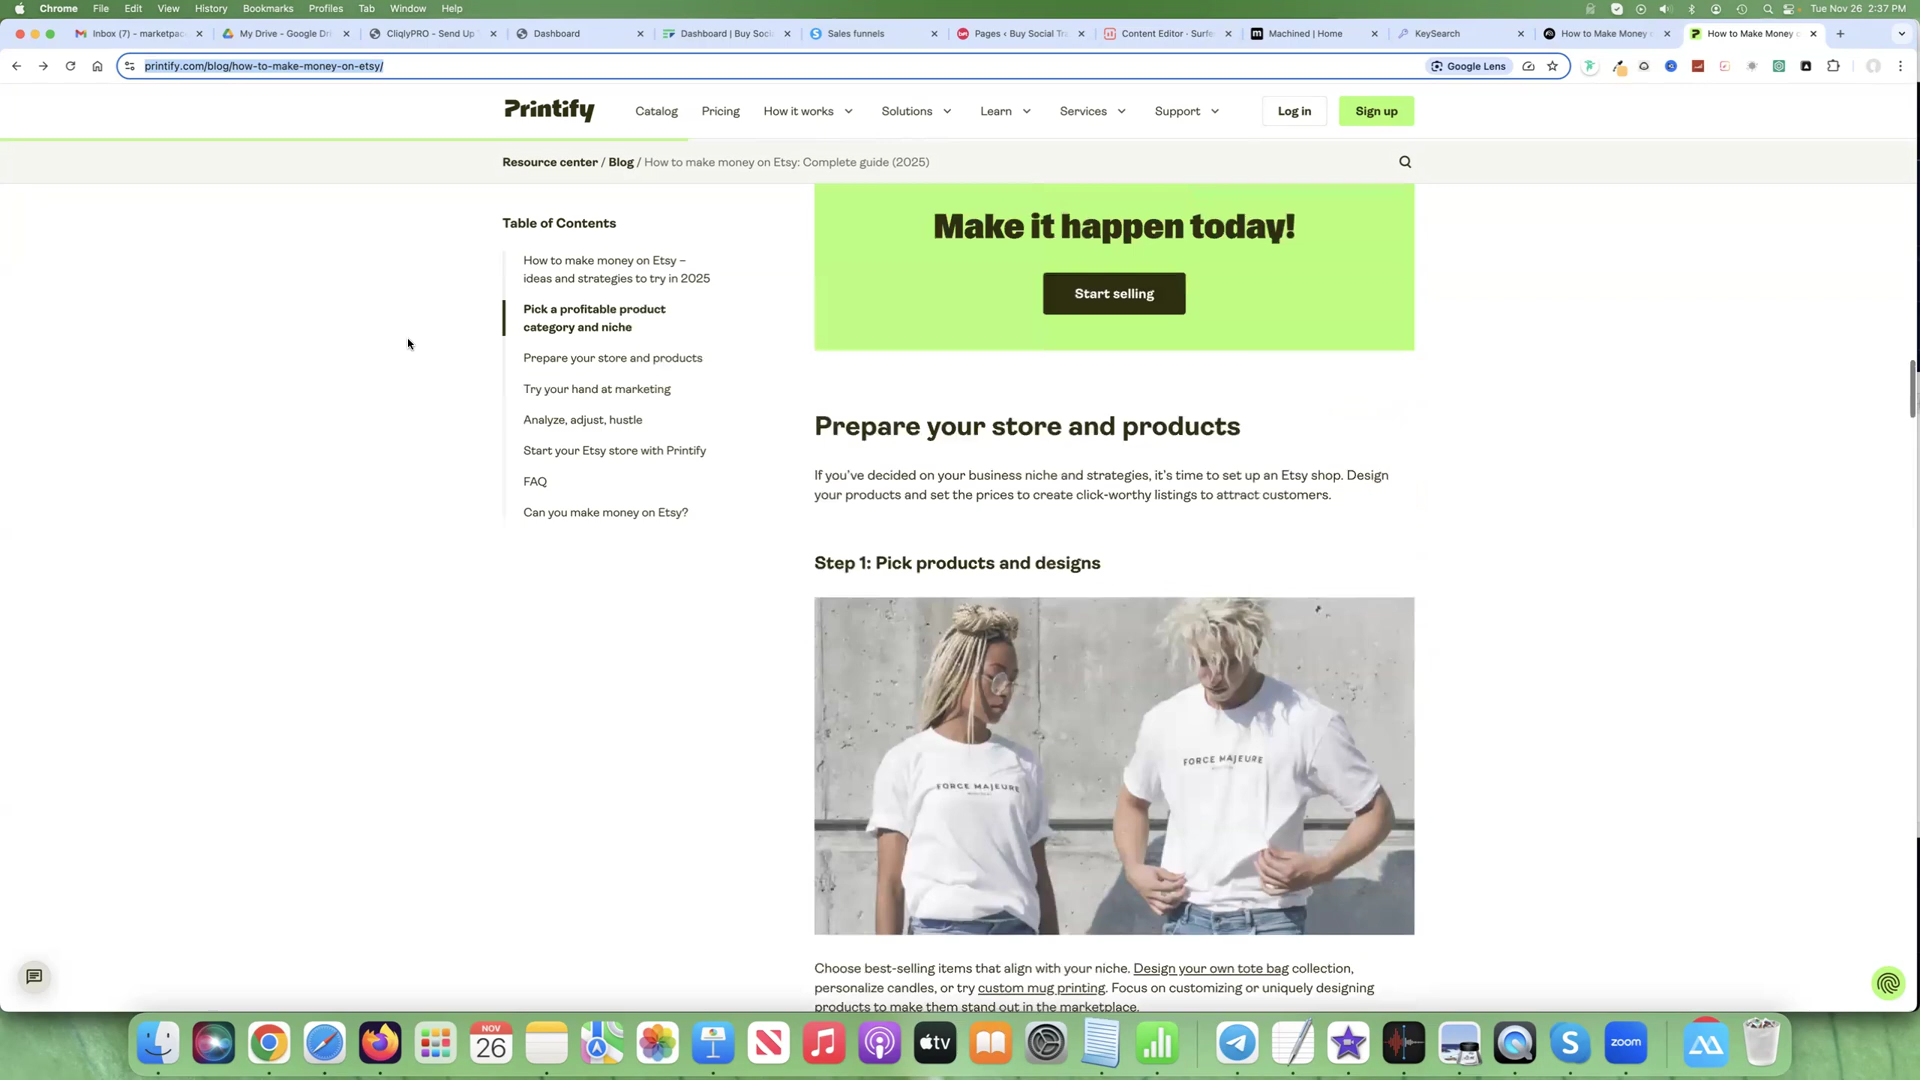 Chrome File Edit View History Bookmarks Profiles Tab Window Help
Tue Nov 26 2:37 PM
Inbox (7) - marketpac
My Drive - Google Dri
CliqlyPRO - Send Up
Dashboard
Dashboard | Buy Soci
Sales funnels
Pages ‹ Buy Social Tr
Content Editor - Surfe
Machined | Home
KeySearch
How to Make Money
How to Make Money
printify.com/blog/how-to-make-money-on-etsy/
Google Lens
Printify
Catalog
Pricing
How it works
Solutions
Learn
Services
Support
Log in
Sign up
Resource center / Blog / How to make money on Etsy: Complete guide (2025)
Table of Contents
How to make money on Etsy –
ideas and strategies to try in 2025
Pick a profitable product
category and niche
Prepare your store and products
Try your hand at marketing
Analyze, adjust, hustle
Start your Etsy store with Printify
FAQ
Can you make money on Etsy?
Make it happen today!
Start selling
Prepare your store and products
If you've decided on your business niche and strategies, it's time to set up an Etsy shop. Design
your products and set the prices to create click-worthy listings to attract customers.
Step 1: Pick products and designs
FORCE MAJEURE
FORCE MAJEURE
Choose best-selling items that align with your niche. Design your own tote bag collection,
personalize candles, or try custom mug printing. Focus on customizing or uniquely designing
products to make them stand out in the marketplace.
NOV
26
tv
zoom